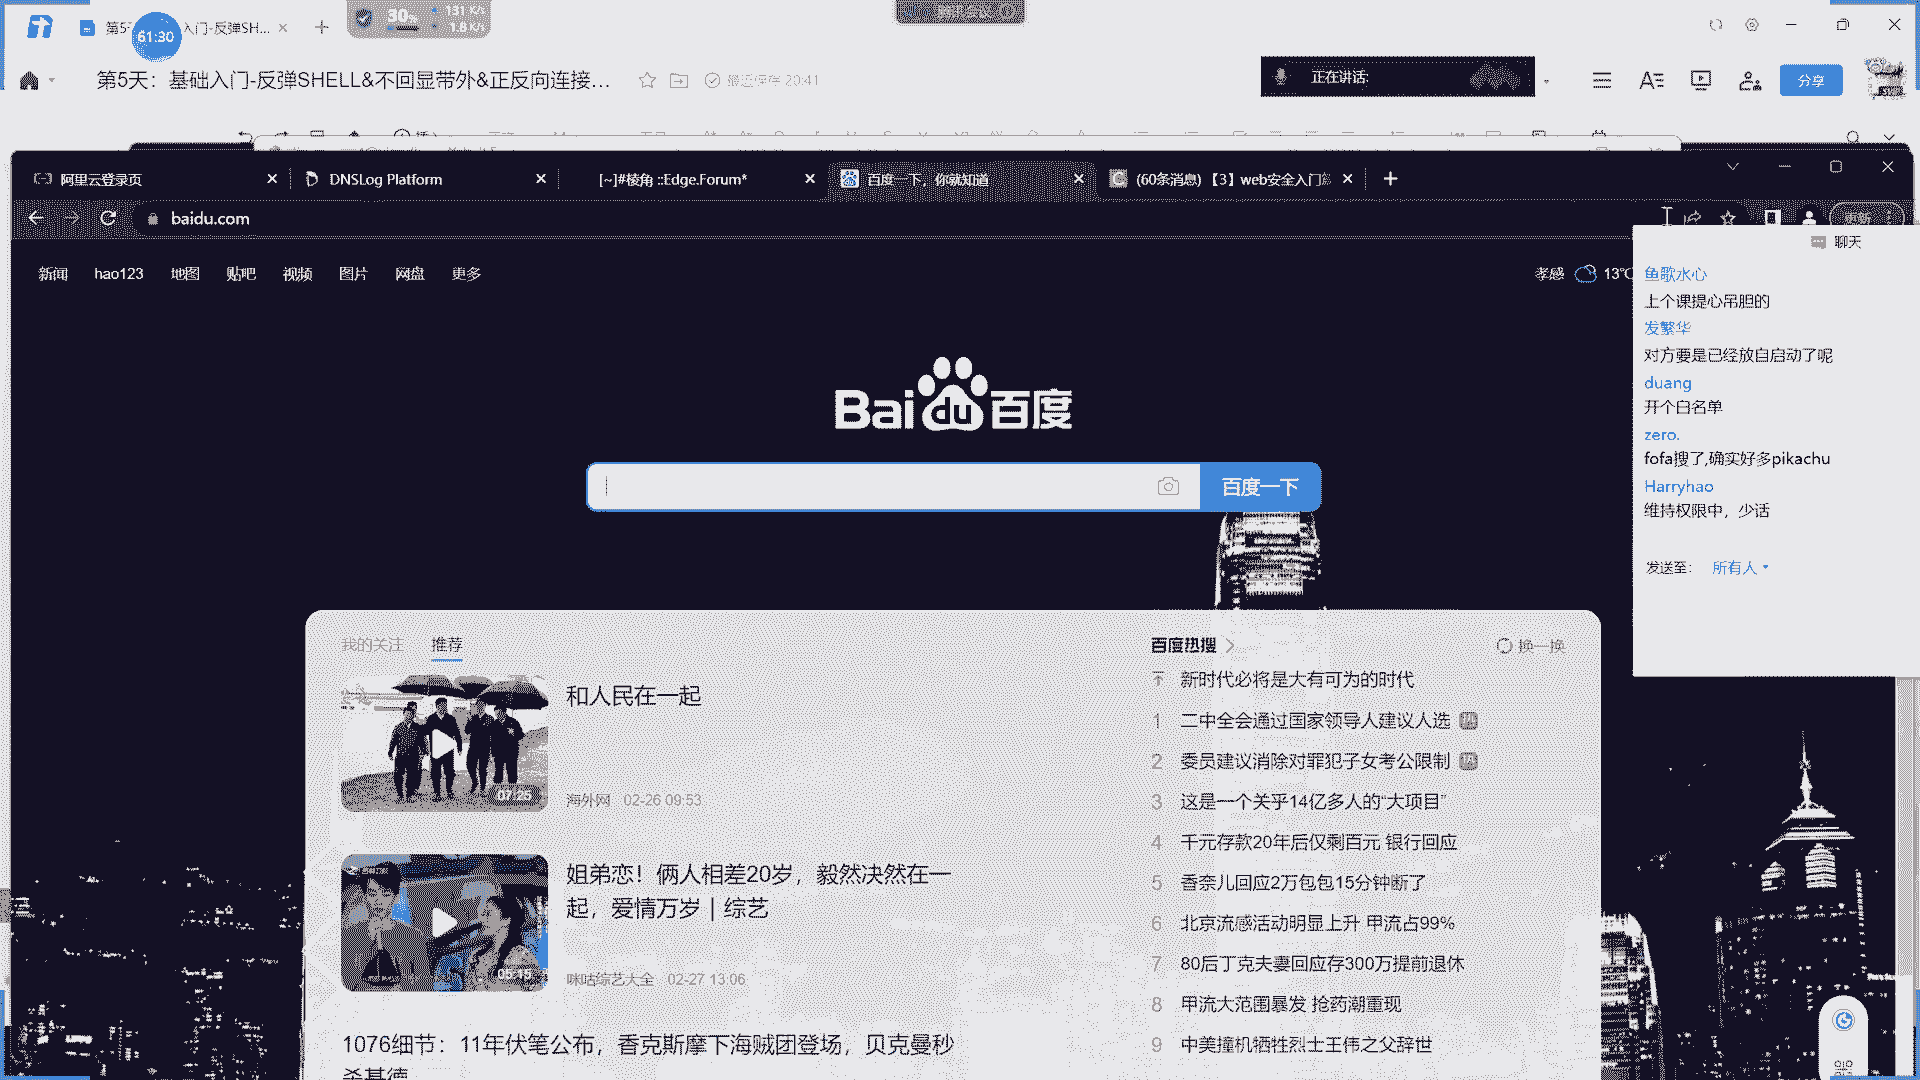 61:30
入门-反弹SH...
30%
131 K/s
1.8 K/s
第5天：基础入门-反弹SHELL&不回显带外&正反向连接...
最近保存 20:41
正在讲话:
分享
阿里云登录页
DNSLog Platform
[~]#棱角 ::Edge.Forum*
百度一下，你就知道
(60条消息) 【3】web安全入门
baidu.com
更新
新闻
hao123
地图
贴吧
视频
图片
网盘
更多
孝感
13℃
聊天
鱼歌水心
上个课提心吊胆的
发繁华
对方要是已经放自启动了呢
duang
开个白名单
zero.
fofa搜了,确实好多pikachu
Harryhao
维持权限中，少话
发送至：
所有人
Bai du 百度
百度一下
我的关注
推荐
和人民在一起
07:25
海外网 02-26 09:53
姐弟恋！俩人相差20岁，毅然决然在一
起，爱情万岁 | 综艺
咪咕综艺大全 02-27 13:06
1076细节：11年伏笔公布，香克斯摩下海贼团登场，贝克曼秒
杀基德
百度热搜
换一换
新时代必将是大有可为的时代
1 二中全会通过国家领导人建议人选
2 委员建议消除对罪犯子女考公限制
3 这是一个关乎14亿多人的“大项目”
4 千元存款20年后仅剩百元 银行回应
5 香奈儿回应2万包包15分钟断了
6 北京流感活动明显上升 甲流占99%
7 80后丁克夫妻回应存300万提前退休
8 甲流大范围暴发 抢药潮重现
9 中美撞机牺牲烈士王伟之父辞世